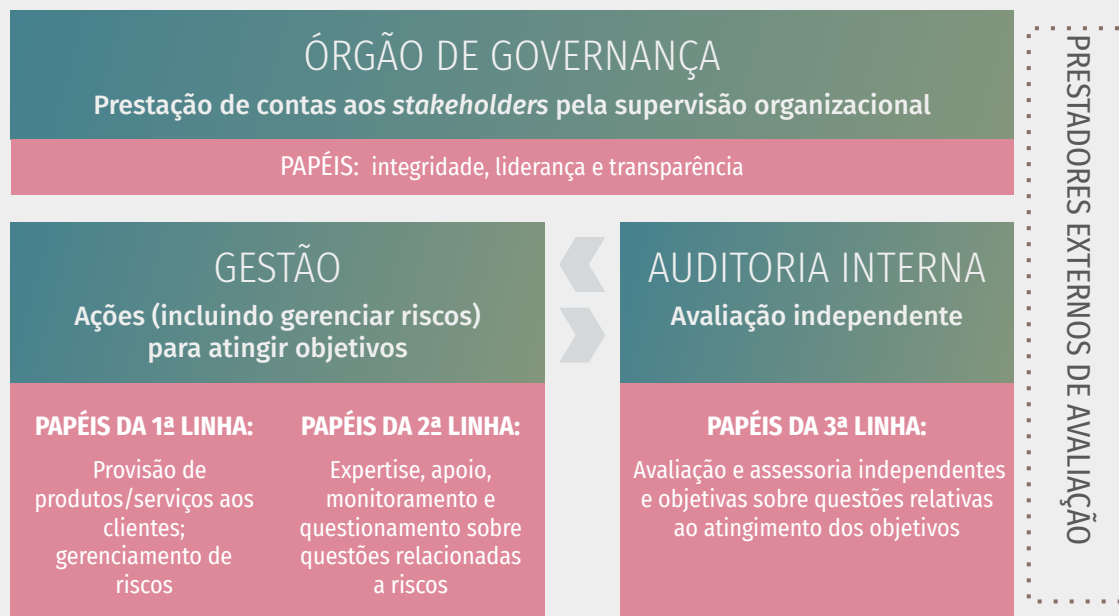 ÓRGÃO DE GOVERNANÇA
Prestação de contas aos stakeholders pela supervisão organizacional
PAPÉIS: integridade, liderança e transparência
GESTÃO
Ações (incluindo gerenciar riscos)
para atingir objetivos
PAPÉIS DA 1ª LINHA:
Provisão de
produtos/serviços aos
clientes;
gerenciamento de
riscos
PAPÉIS DA 2ª LINHA:
Expertise, apoio,
monitoramento e
questionamento sobre
questões relacionadas
a riscos
AUDITORIA INTERNA
Avaliação independente
PAPÉIS DA 3ª LINHA:
Avaliação e assessoria independentes
e objetivas sobre questões relativas
ao atingimento dos objetivos
PRESTADORES EXTERNOS DE AVALIAÇÃO